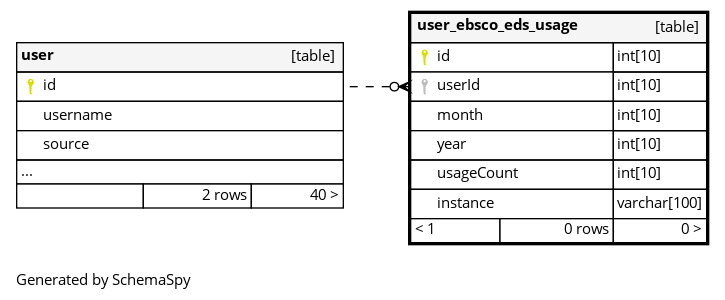 user [table]
id
username
source
...
2 rows 40 >
user_ebsco_eds_usage [table]
id int[10]
userId int[10]
month int[10]
year int[10]
usageCount int[10]
instance varchar[100]
< 1 0 rows 0 >
Generated by SchemaSpy